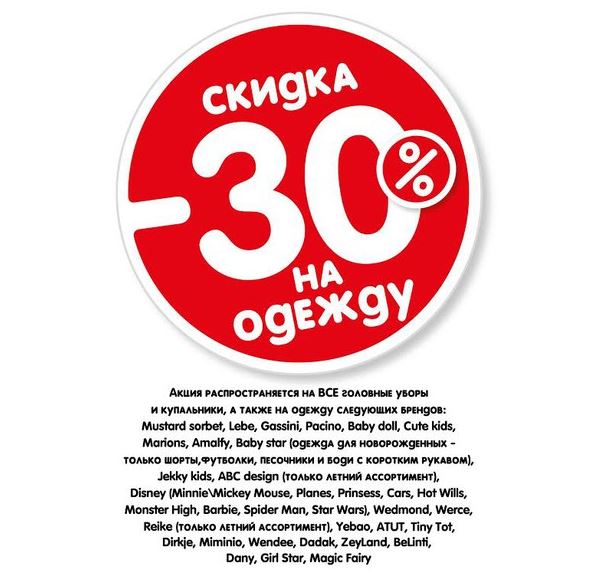 скидка
-30%
на
одежду
Акция распространяется на ВСЕ головные уборы
и купальники, а также на одежду следующих брендов:
Mustard sorbet, Lebe, Gassini, Pacino, Baby doll, Cute kids,
Marions, Amalfy, Baby star (одежда для новорожденных -
только шорты,футболки, песочники и боди с коротким рукавом),
Jekky kids, ABC design (только летний ассортимент),
Disney (Minnie\Mickey Mouse, Planes, Prinsess, Cars, Hot Wills,
Monster High, Barbie, Spider Man, Star Wars), Wedmond, Werce,
Reike (только летний ассортимент), Yebao, ATUT, Tiny Tot,
Dirkje, Miminio, Wendee, Dadak, ZeyLand, BeLinti,
Dany, Girl Star, Magic Fairy